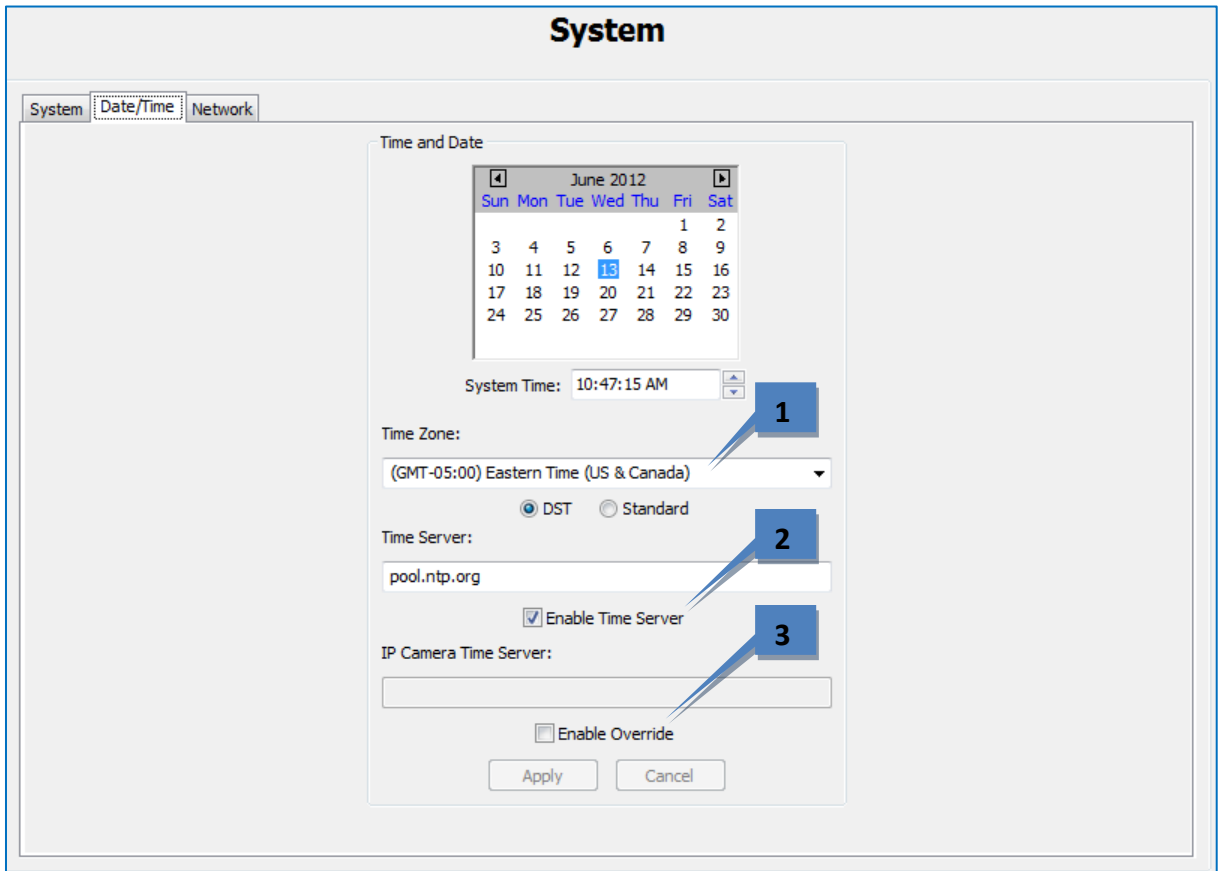 System
System Date/Time Network
Time and Date
June 2012
Sun Mon Tue Wed Thu Fri Sat
1 2
3 4 5 6 7 8 9
10 11 12 13 14 15 16
17 18 19 20 21 22 23
24 25 26 27 28 29 30
System Time: 10:47:15 AM
1
Time Zone:
(GMT-05:00) Eastern Time (US & Canada)
DST Standard
Time Server:
2
pool.ntp.org
Enable Time Server
3
IP Camera Time Server:
Enable Override
Apply Cancel